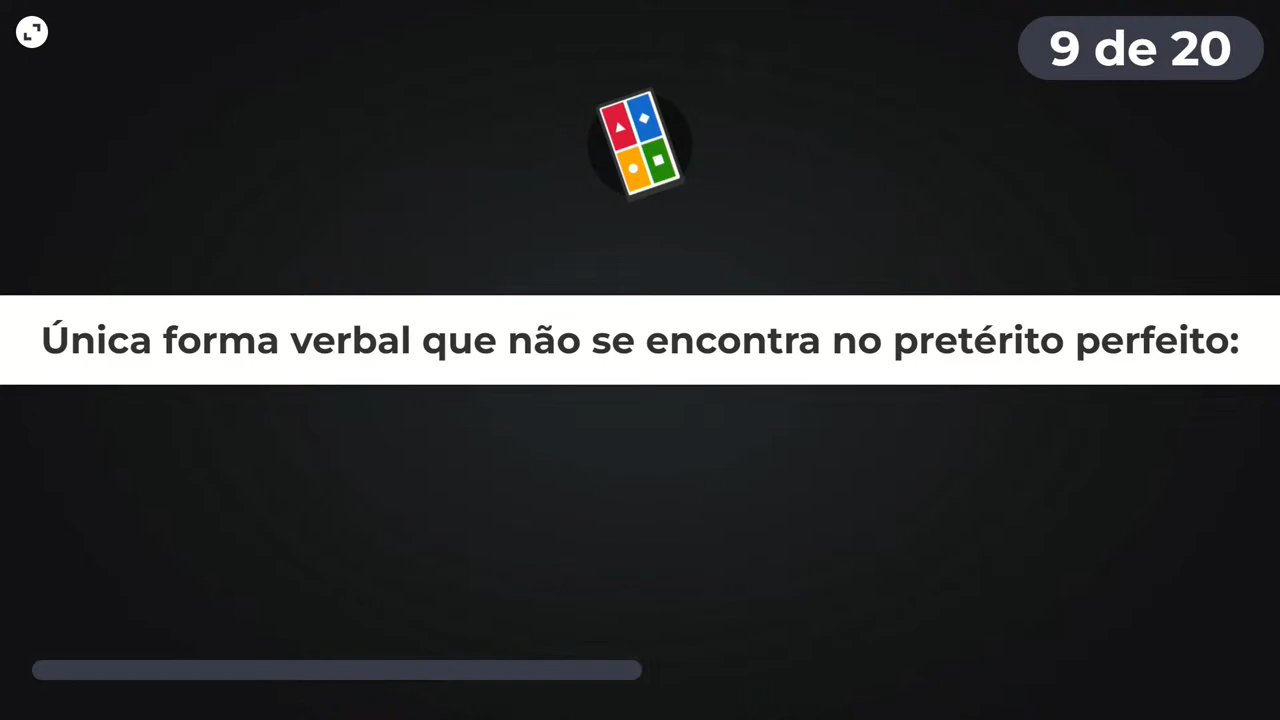 9 de 20
Única forma verbal que não se encontra no pretérito perfeito: